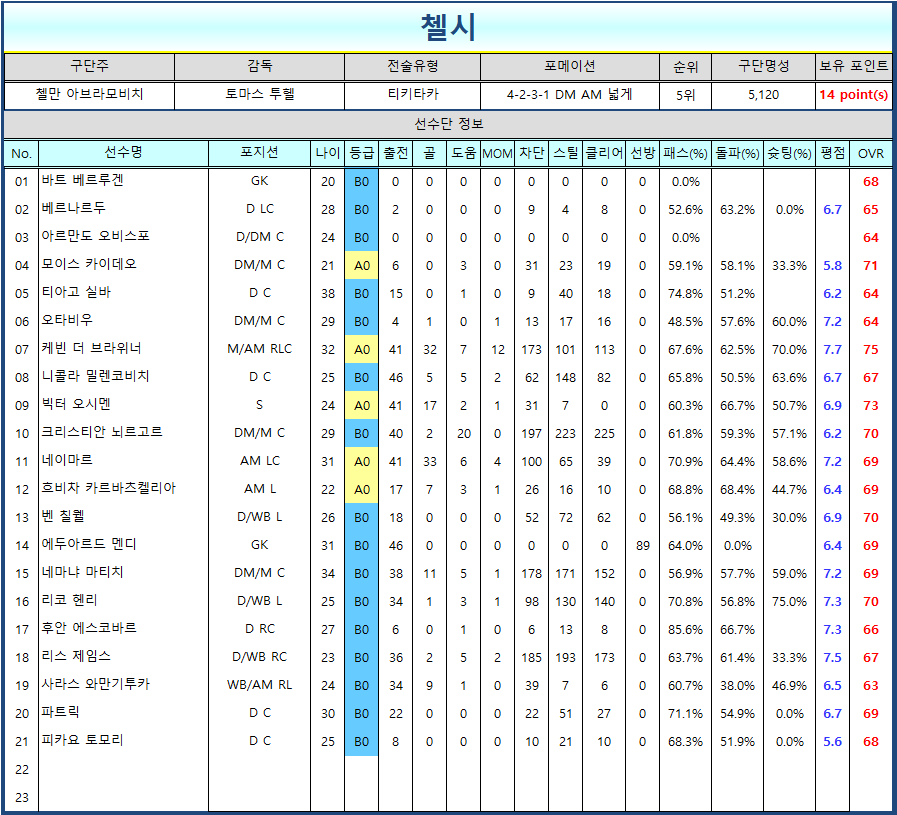 첼시
구단주 감독 전술유형 포메이션 순위 구단명성 보유 포인트
첼만 아브라모비치 토마스 투헬 티키타카 4-2-3-1 DM AM 넓게 5위 5,120 14 point(s)
선수단 정보
No. 선수명 포지션 나이 등급 출전 골 도움 MOM 차단 스틸 클리어 선방 패스(%) 돌파(%) 슛팅(%) 평점 OVR
01 바트 베르루겐 GK 20 B0 0 0 0 0 0 0 0 0 0.0% 68
02 베르나르두 D LC 28 B0 2 0 0 0 9 4 8 0 52.6% 63.2% 0.0% 6.7 65
03 아르만도 오비스포 D/DM C 24 B0 0 0 0 0 0 0 0 0 0.0% 64
04 모이스 카이데오 DM/M C 21 A0 6 0 3 0 31 23 19 0 59.1% 58.1% 33.3% 5.8 71
05 티아고 실바 D C 38 B0 15 0 1 0 9 40 18 0 74.8% 51.2% 6.2 64
06 오타비우 DM/M C 29 B0 4 1 0 1 13 17 16 0 48.5% 57.6% 60.0% 7.2 64
07 케빈 더 브라위너 M/AM RLC 32 A0 41 32 7 12 173 101 113 0 67.6% 62.5% 70.0% 7.7 75
08 니콜라 밀렌코비치 D C 25 B0 46 5 5 2 62 148 82 0 65.8% 50.5% 63.6% 6.7 67
09 빅터 오시멘 S 24 A0 41 17 2 1 31 7 0 0 60.3% 66.7% 50.7% 6.9 73
10 크리스티안 뇌르고르 DM/M C 29 B0 40 2 20 0 197 223 225 0 61.8% 59.3% 57.1% 6.2 70
11 네이마르 AM LC 31 A0 41 33 6 4 100 65 39 0 70.9% 64.4% 58.6% 7.2 69
12 흐비차 카르바츠켈리아 AM L 22 A0 17 7 3 1 26 16 10 0 68.8% 68.4% 44.7% 6.4 69
13 벤 칠웰 D/WB L 26 B0 18 0 0 0 52 72 62 0 56.1% 49.3% 30.0% 6.9 70
14 에두아르드 멘디 GK 31 B0 46 0 0 0 0 0 0 89 64.0% 0.0% 6.4 69
15 네마냐 마티치 DM/M C 34 B0 38 11 5 1 178 171 152 0 56.9% 57.7% 59.0% 7.2 69
16 리코 헨리 D/WB L 25 B0 34 1 3 1 98 130 140 0 70.8% 56.8% 75.0% 7.3 70
17 후안 에스코바르 D RC 27 B0 6 0 1 0 6 13 8 0 85.6% 66.7% 7.3 66
18 리스 제임스 D/WB RC 23 B0 36 2 5 2 185 193 173 0 63.7% 61.4% 33.3% 7.5 67
19 사라스 와만기투카 WB/AM RL 24 B0 34 9 1 0 39 7 6 0 60.7% 38.0% 46.9% 6.5 63
20 파트릭 D C 30 B0 22 0 0 0 22 51 27 0 71.1% 54.9% 0.0% 6.7 69
21 피카요 토모리 D C 25 B0 8 0 0 0 10 21 10 0 68.3% 51.9% 0.0% 5.6 68
22
23